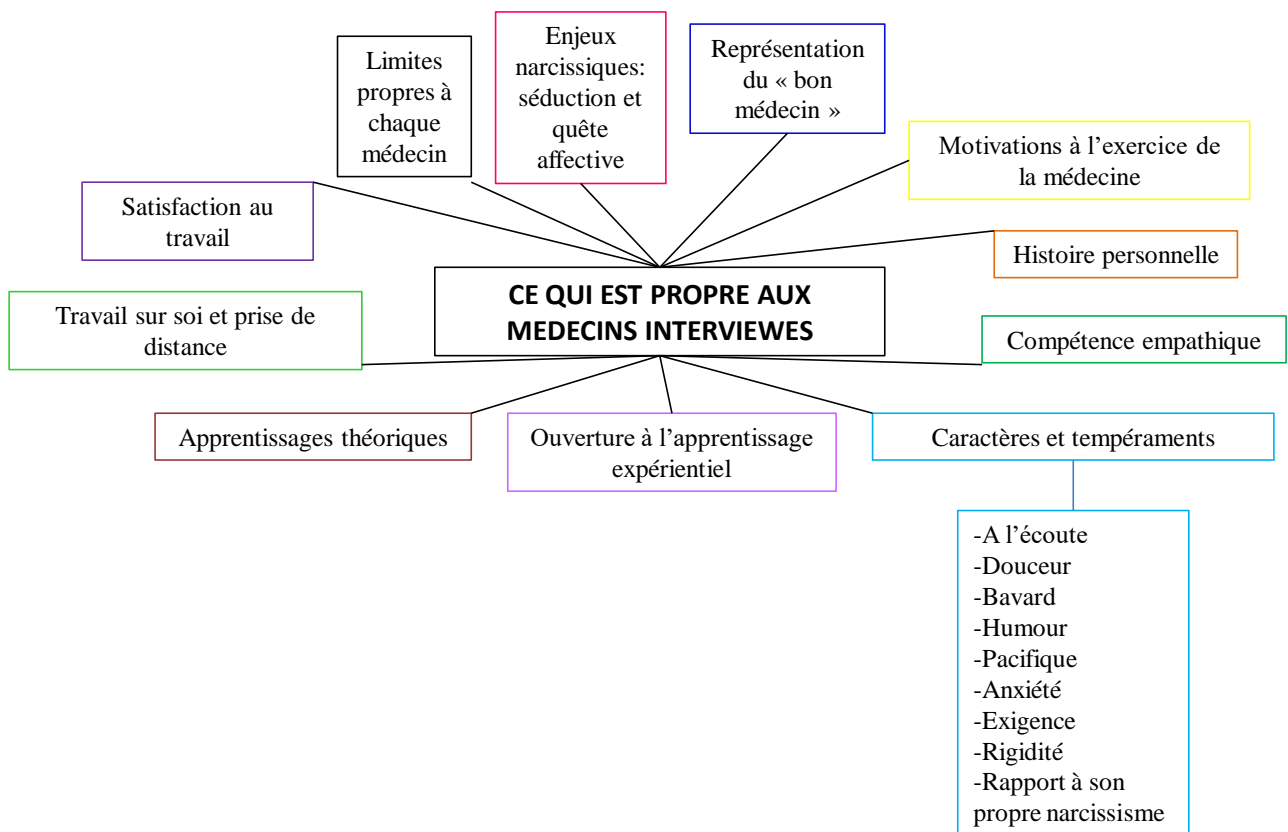 Limites
propres à
chaque
médecin
Enjeux
narcissiques:
séduction et
quête
affective
Représentation
du « bon
médecin »
Motivations à l’exercice de
la médecine
Satisfaction au
travail
Histoire personnelle
CE QUI EST PROPRE AUX
MEDECINS INTERVIEWES
Travail sur soi et prise de
distance
Compétence empathique
Apprentissages théoriques
Ouverture à l’apprentissage
expérientiel
Caractères et tempéraments
-A l’écoute
-Douceur
-Bavard
-Humour
-Pacifique
-Anxiété
-Exigence
-Rigidité
-Rapport à son
propre narcissisme